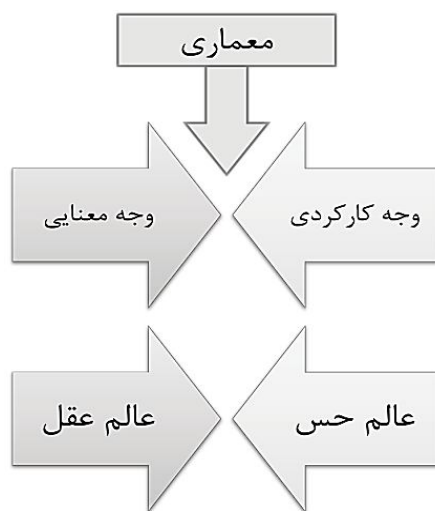 معماری
وجه کارکردی
وجه معنایی
عالم حس
عالم عقل